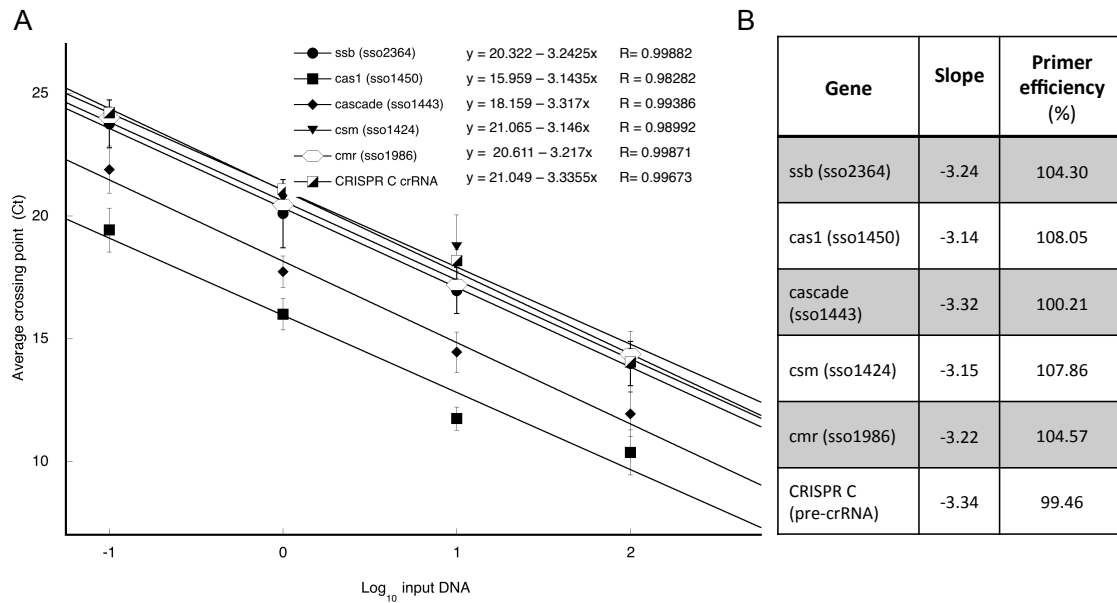 A
ssb (sso2364) y = 20.322 – 3.2425x R= 0.99882
cas1 (sso1450) y = 15.959 – 3.1435x R= 0.98282
cascade (sso1443) y = 18.159 – 3.317x R= 0.99386
csm (sso1424) y = 21.065 – 3.146x R= 0.98992
cmr (sso1986) y = 20.611 – 3.217x R= 0.99871
CRISPR C crRNA y = 21.049 – 3.3355x R= 0.99673
Average crossing point (Ct)
25
20
15
10
-1 0 1 2
Log10 input DNA
B
Gene Slope Primer
efficiency
(%)
ssb (sso2364) -3.24 104.30
cas1 (sso1450) -3.14 108.05
cascade
(sso1443) -3.32 100.21
csm (sso1424) -3.15 107.86
cmr (sso1986) -3.22 104.57
CRISPR C
(pre-crRNA) -3.34 99.46